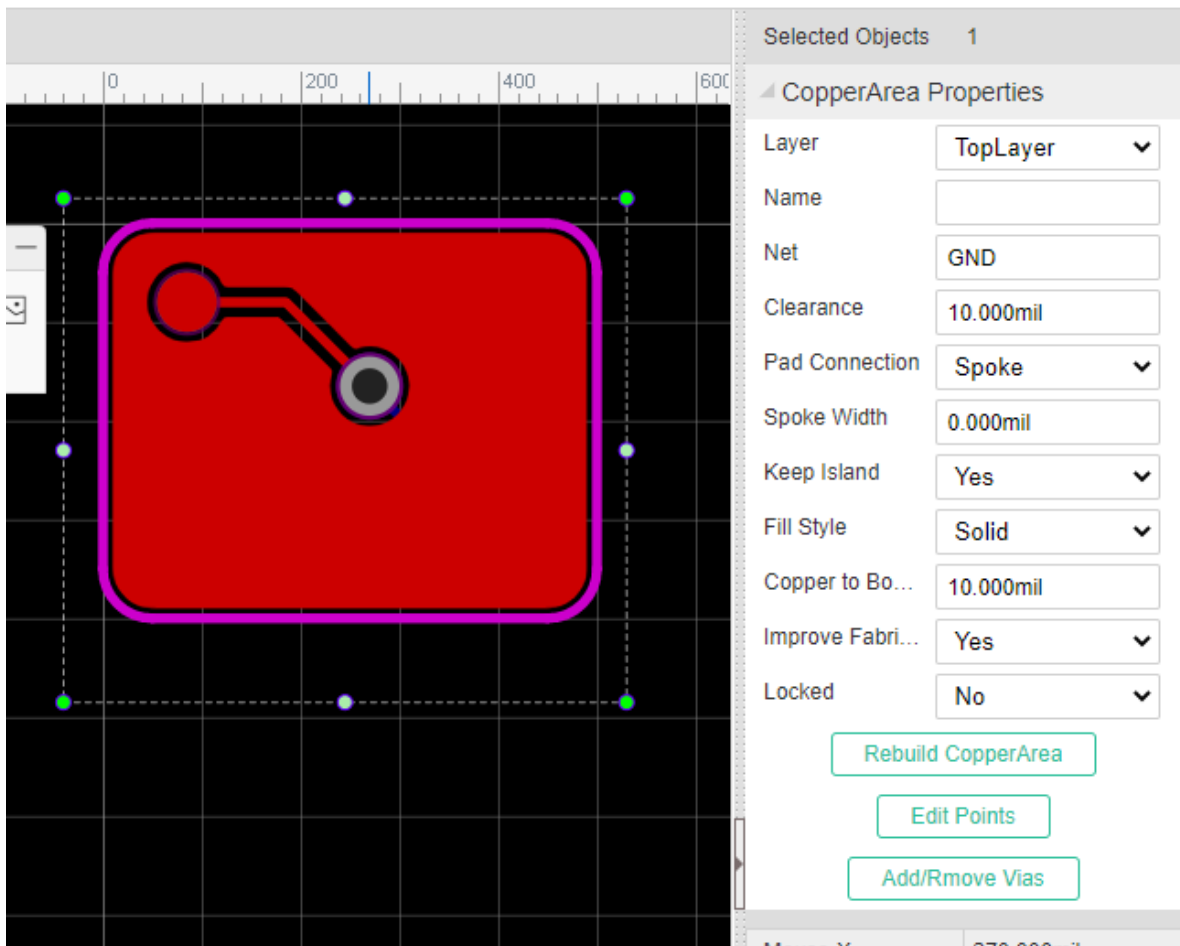 Selected Objects 1
0 200 400 600
CopperArea Properties
Layer TopLayer
Name
Net GND
Clearance 10.000mil
Pad Connection Spoke
Spoke Width 0.000mil
Keep Island Yes
Fill Style Solid
Copper to Bo... 10.000mil
Improve Fabri... Yes
Locked No
Rebuild CopperArea
Edit Points
Add/Rmove Vias